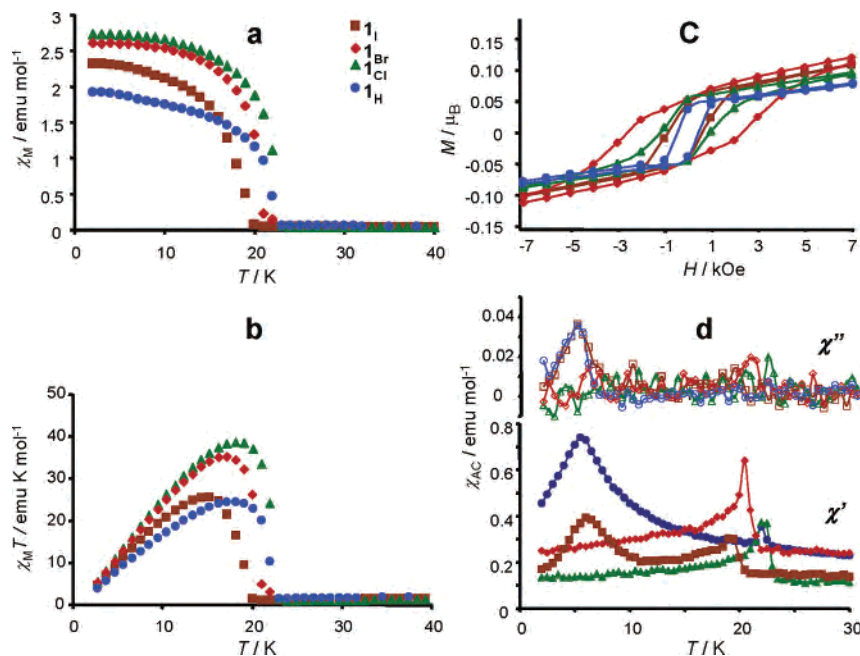 a
3
2.5
2
1.5
1
0.5
0
χM / emu mol-1
0 10 20 30 40
T / K
1I
1Br
1Cl
1H
C
0.15
0.10
0.05
0
-0.05
-0.10
-0.15
M / μB
-7 -5 -3 -1 1 3 5 7
H / kOe
b
50
40
30
20
10
0
χMT / emu K mol-1
0 10 20 30 40
T / K
d
χ''
0.04
0.02
0
0.8
0.6
0.4
0.2
0
χAC / emu mol-1
χ'
0 10 20 30
T / K